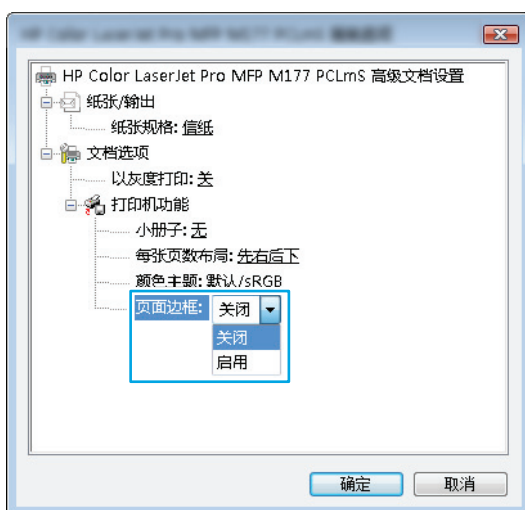 HP Color LaserJet Pro MFP M177 PCLmS 高级文档设置
纸张/输出
纸张规格: 信纸
文档选项
以灰度打印: 关
打印机功能
小册子: 无
每张页数布局: 先右后下
颜色主题: 默认/sRGB
页面边框: 关闭
关闭
启用
确定 取消